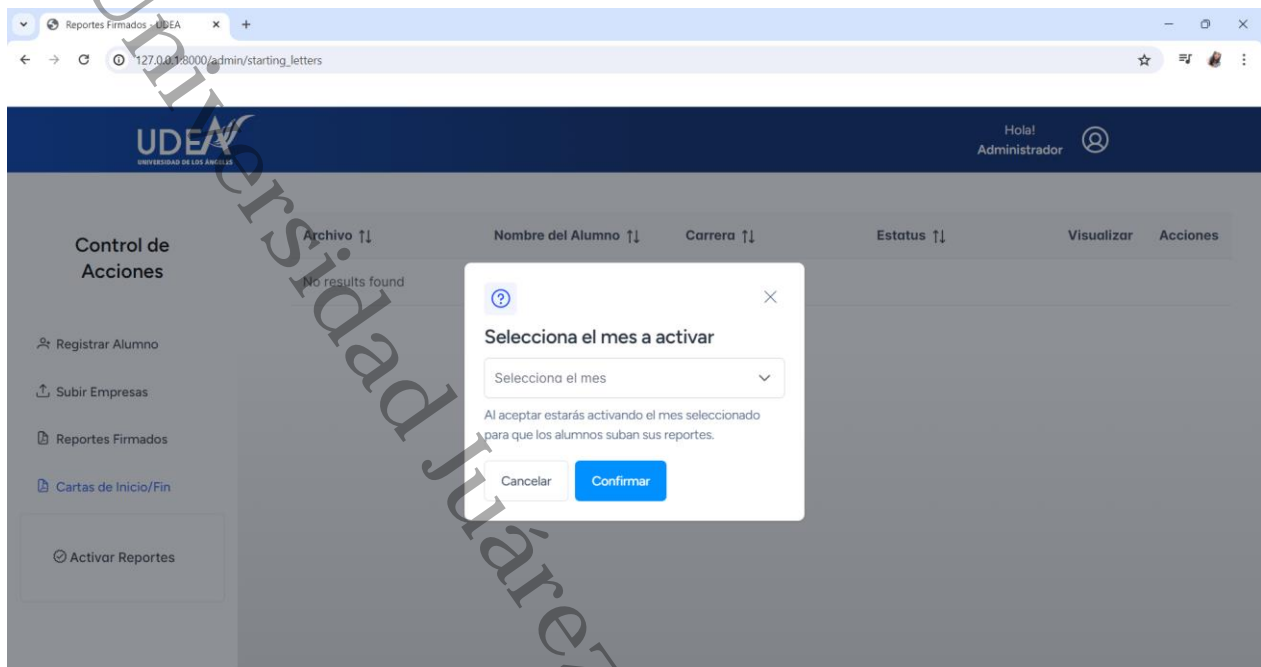 Reportes Firmados - UDEA
127.0.0.1:8000/admin/starting_letters
UDEA
UNIVERSIDAD DE LOS ÁNGELES
Hola!
Administrador
Control de
Acciones
Registrar Alumno
Subir Empresas
Reportes Firmados
Cartas de Inicio/Fin
Activar Reportes
Archivo Nombre del Alumno Carrera Estatus Visualizar Acciones
No results found
Selecciona el mes a activar
Selecciona el mes
Al aceptar estarás activando el mes seleccionado
para que los alumnos suban sus reportes.
Cancelar Confirmar
Universidad Juárez